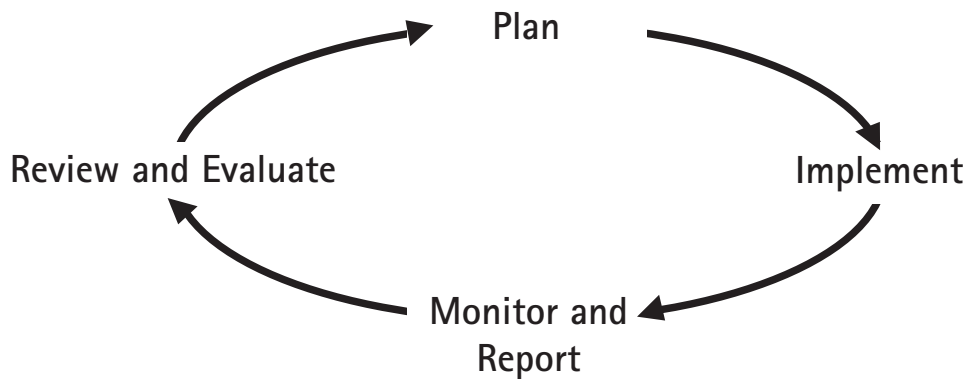 Plan
Review and Evaluate
Implement
Monitor and
Report